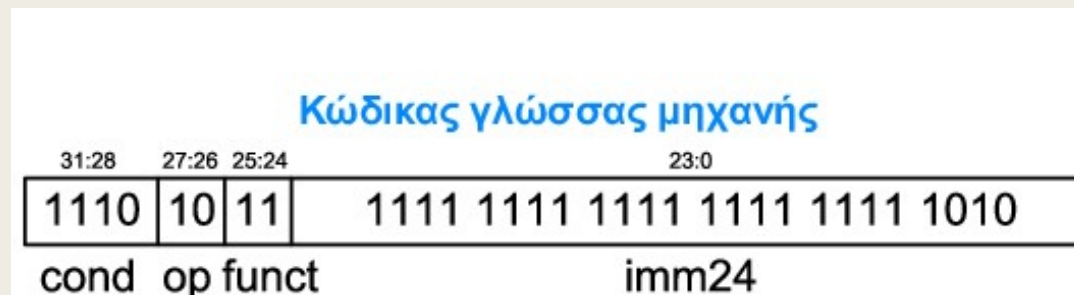 Κώδικας γλώσσας μηχανής
31:28 27:26 25:24 23:0
1110 10 11 1111 1111 1111 1111 1111 1010
cond op funct imm24